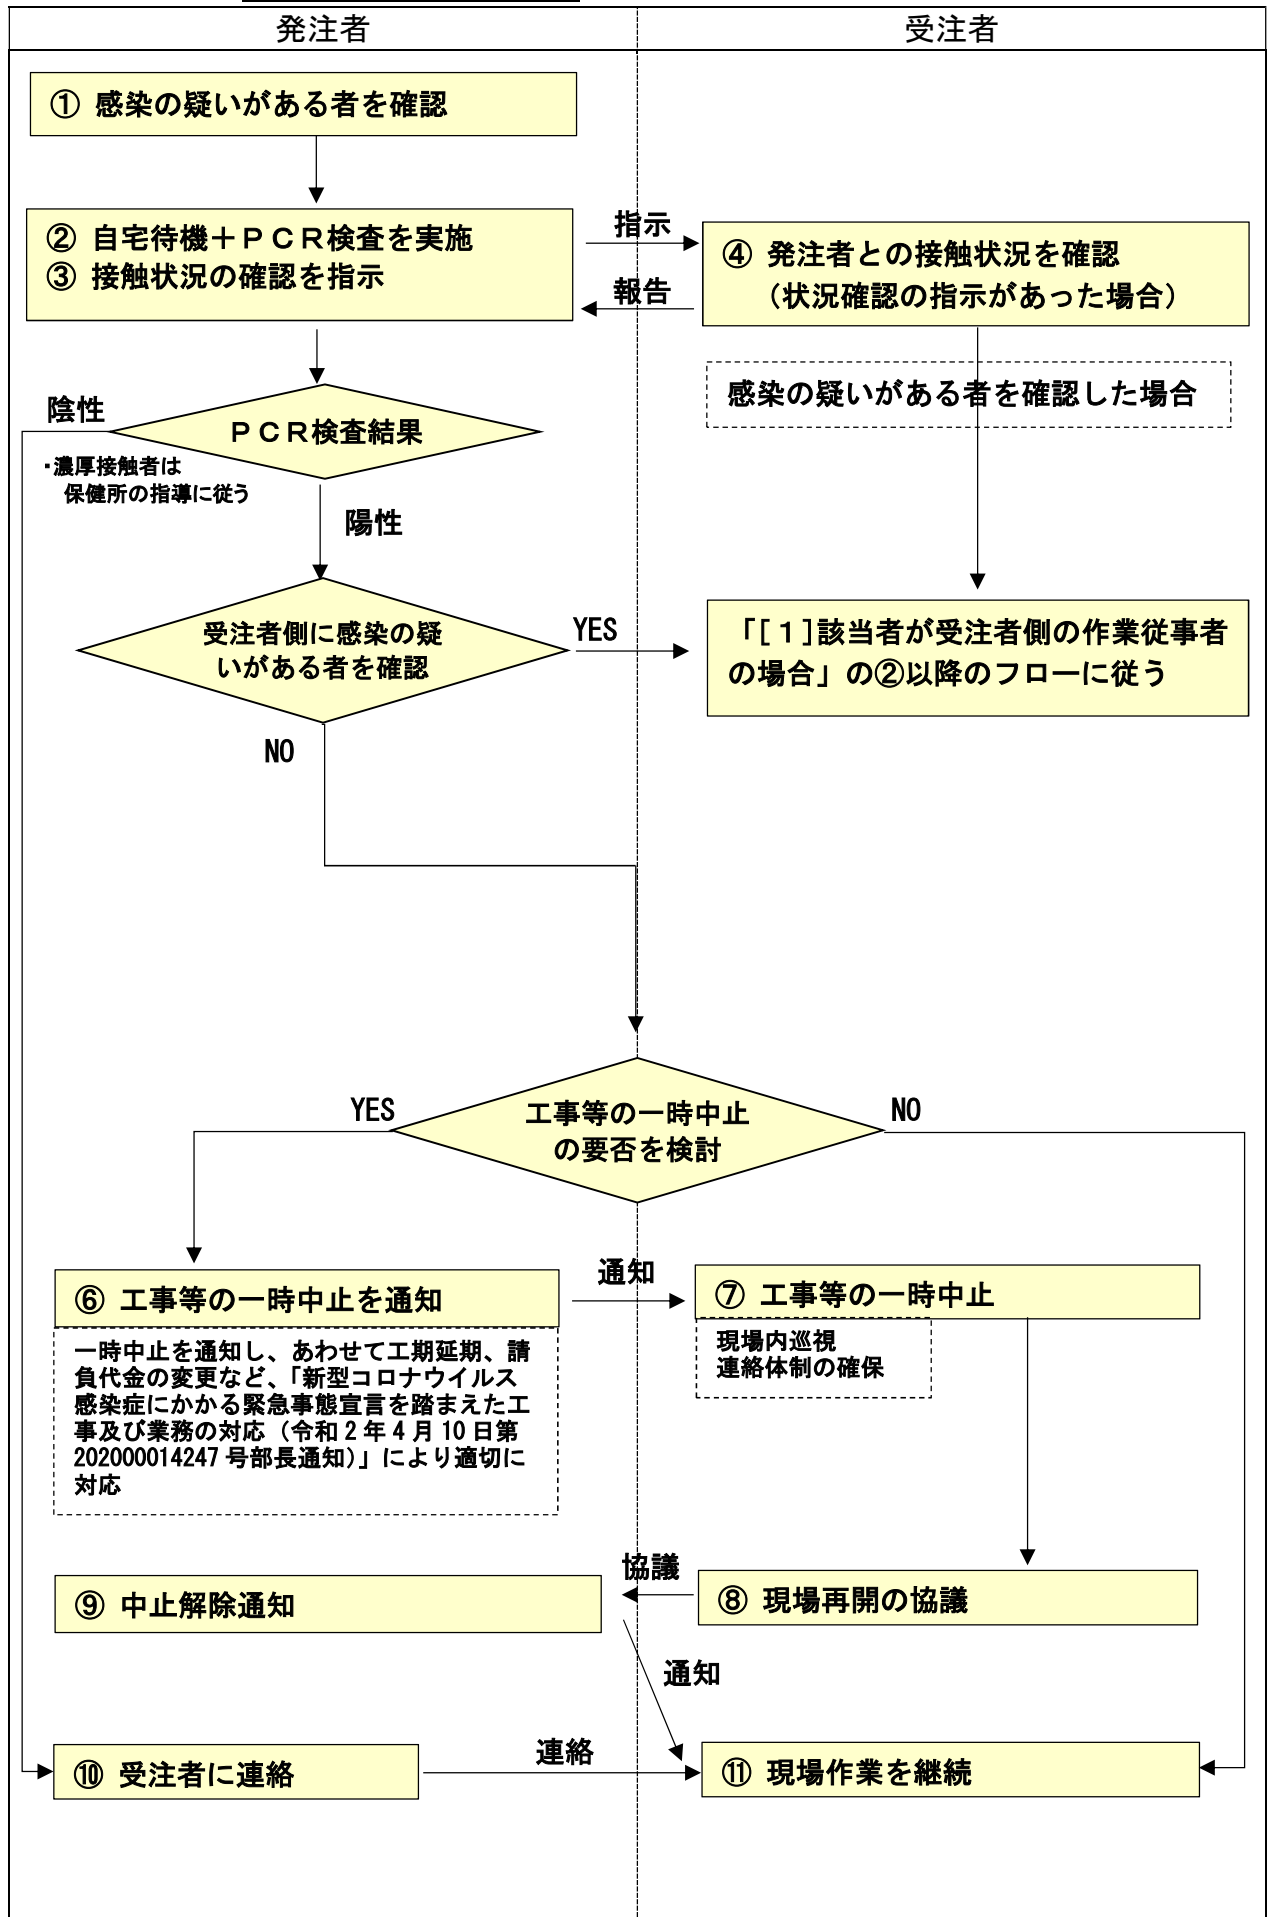 発注者
受注者
① 感染の疑いがある者を確認
② 自宅待機＋ＰＣＲ検査を実施
③ 接触状況の確認を指示
指示
報告
④ 発注者との接触状況を確認
（状況確認の指示があった場合）
感染の疑いがある者を確認した場合
陰性
ＰＣＲ検査結果
・濃厚接触者は
保健所の指導に従う
陽性
受注者側に感染の疑
いがある者を確認
YES
「[１]該当者が受注者側の作業従事者
の場合」の②以降のフローに従う
NO
YES
工事等の一時中止
の要否を検討
NO
⑥ 工事等の一時中止を通知
通知
⑦ 工事等の一時中止
一時中止を通知し、あわせて工期延期、請
負代金の変更など、「新型コロナウイルス
感染症にかかる緊急事態宣言を踏まえた工
事及び業務の対応（令和２年４月10日第
202000014247号部長通知）」により適切に
対応
現場内巡視
連絡体制の確保
協議
⑧ 現場再開の協議
⑨ 中止解除通知
通知
⑩ 受注者に連絡
連絡
⑪ 現場作業を継続